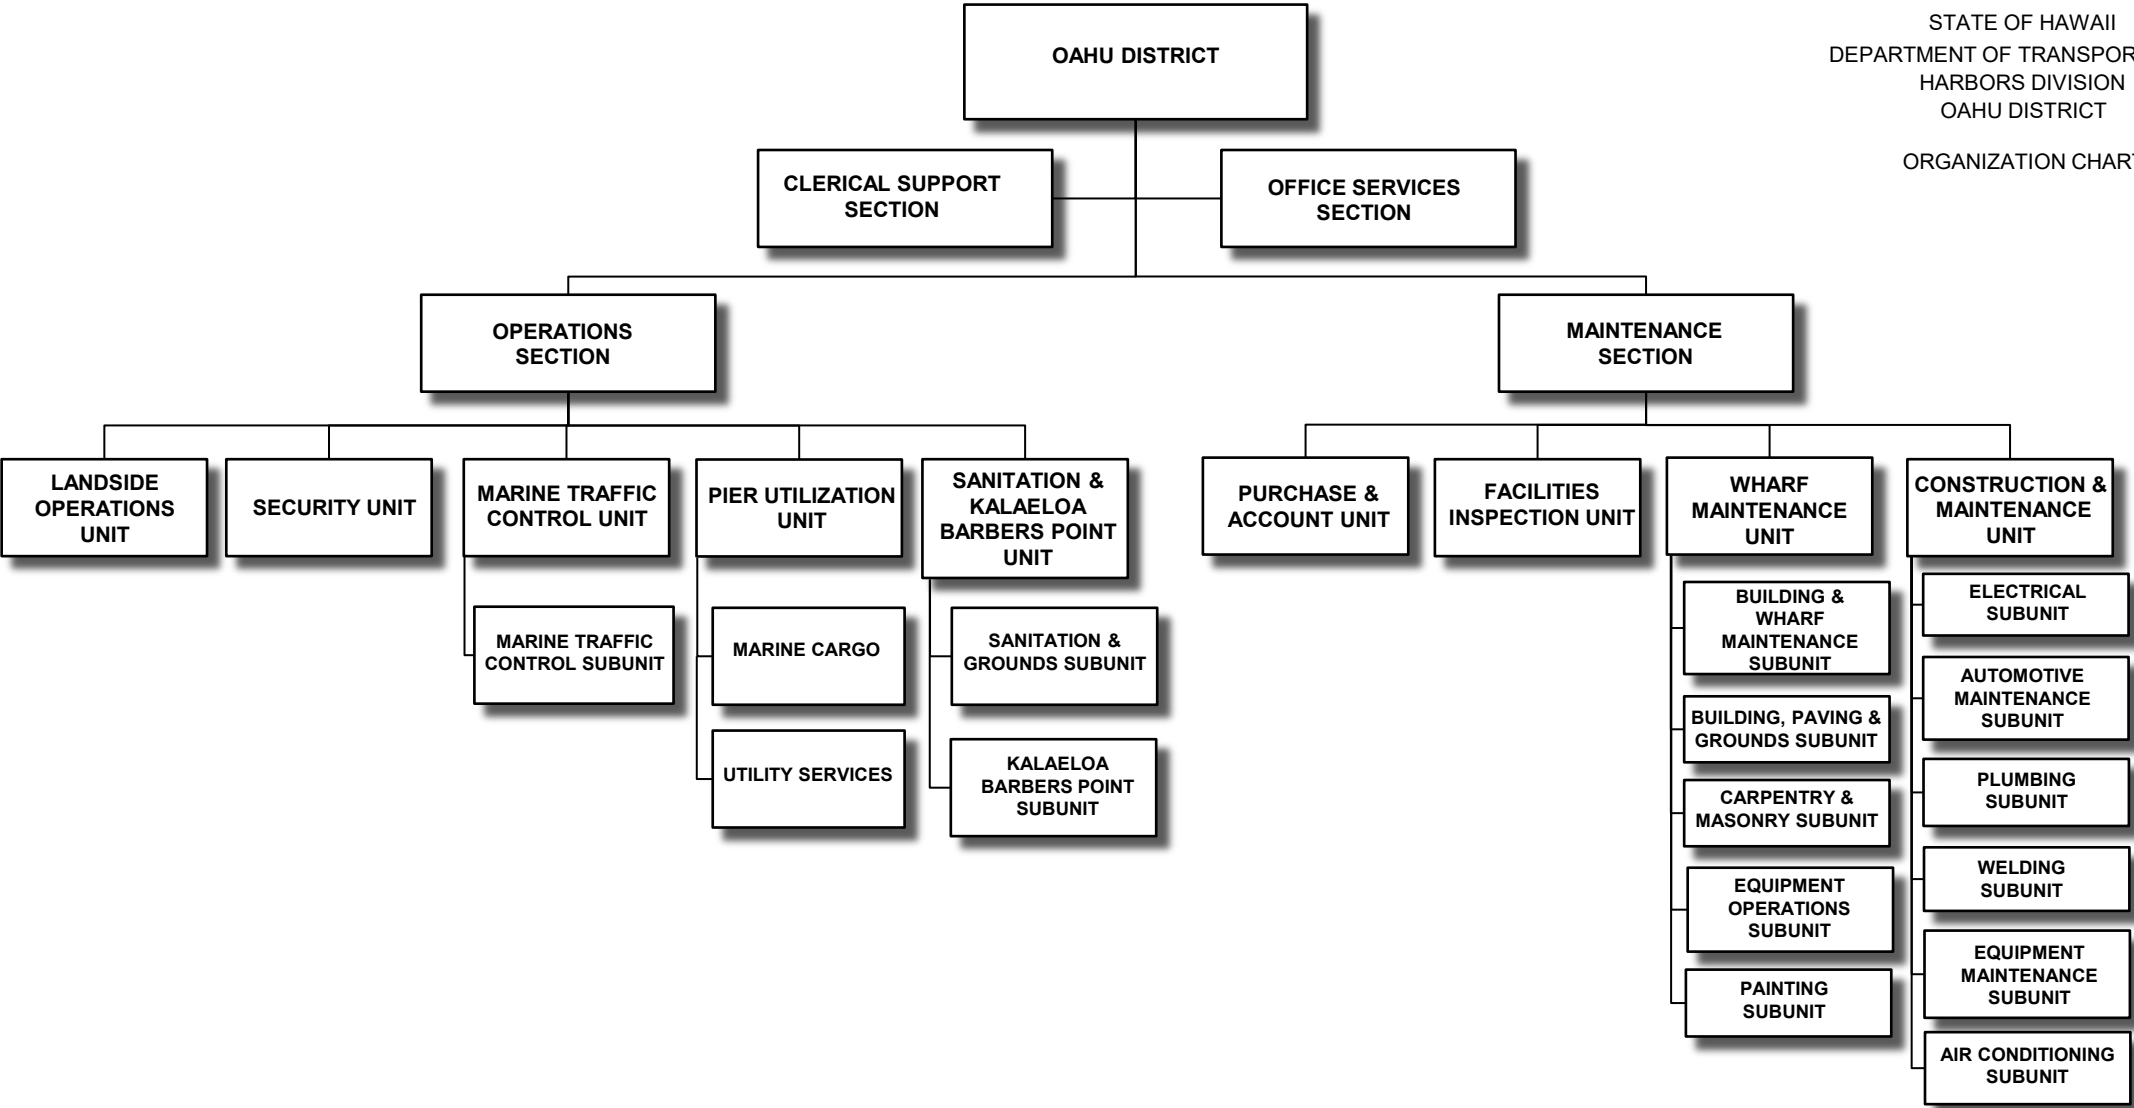 STATE OF HAWAII
DEPARTMENT OF
HARBORS DIVISION
OAHU DISTRICT
ORGANIZATION
OAHU DISTRICT
CLERICAL SUPPORT
SECTION
OFFICE SERVICES
SECTION
OPERATIONS
SECTION
MAINTENANCE
SECTION
LANDSIDE
OPERATIONS
UNIT
SECURITY UNIT
MARINE TRAFFIC
CONTROL UNIT
PIER UTILIZATION
UNIT
SANITATION &
KALAELOA
BARBERS POINT
UNIT
PURCHASE &
ACCOUNT UNIT
FACILITIES
INSPECTION UNIT
WHARF
MAINTENANCE
UNIT
CONSTRUCTION &
MAINTENANCE
UNIT
MARINE TRAFFIC
CONTROL SUBUNIT
MARINE CARGO
UTILITY SERVICES
SANITATION &
GROUNDS SUBUNIT
KALAELOA
BARBERS POINT
SUBUNIT
BUILDING &
WHARF
MAINTENANCE
SUBUNIT
BUILDING, PAVING &
GROUNDS SUBUNIT
CARPENTRY &
MASONRY SUBUNIT
EQUIPMENT
OPERATIONS
SUBUNIT
PAINTING
SUBUNIT
ELECTRICAL
SUBUNIT
AUTOMOTIVE
MAINTENANCE
SUBUNIT
PLUMBING
SUBUNIT
WELDING
SUBUNIT
EQUIPMENT
MAINTENANCE
SUBUNIT
AIR CONDITIONING
SUBUNIT